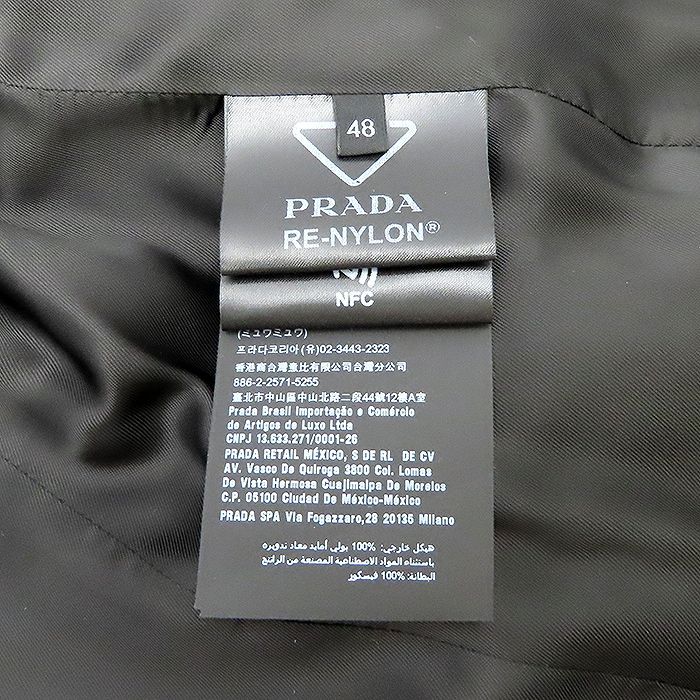 48
PRADA
RE-NYLON®
NFC
(ミュウミュウ)
프라다코리아 (유) 02-3443-2323
香港商台灣壹比有限公司台灣分公司
886-2-2571-5255
臺北市中山區中山北路二段44號12樓A室
Prada Brasil Importação e Comércio
de Artigos de Luxo Ltda
CNPJ 13.633.271/0001-26
PRADA RETAIL MÉXICO, S DE RL DE CV
AV. Vasco De Quiroga 3800 Col. Lomas
De Vista Hermosa Cuajimalpa De Morelos
C.P. 05100 Ciudad De México-México
PRADA SPA Via Fogazzaro,28 20135 Milano
هيكل خارجي: %100 بولي أمايد معاد تدويره
باستثناء المواد الاصطناعية المصنعة من الراتنج
البطانة: %100 فيسكوز